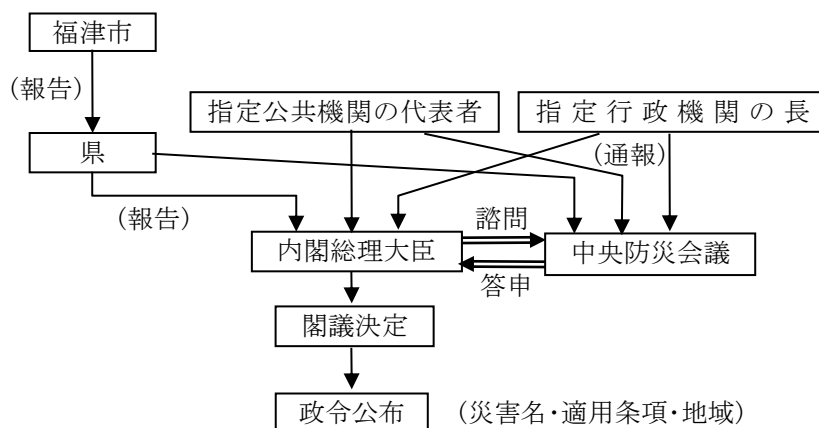 福津市
(報告)
指定公共機関の代表者
指定行政機関の長
県
(通報)
(報告)
諮問
内閣総理大臣
中央防災会議
答申
閣議決定
政令公布
(災害名・適用条項・地域)